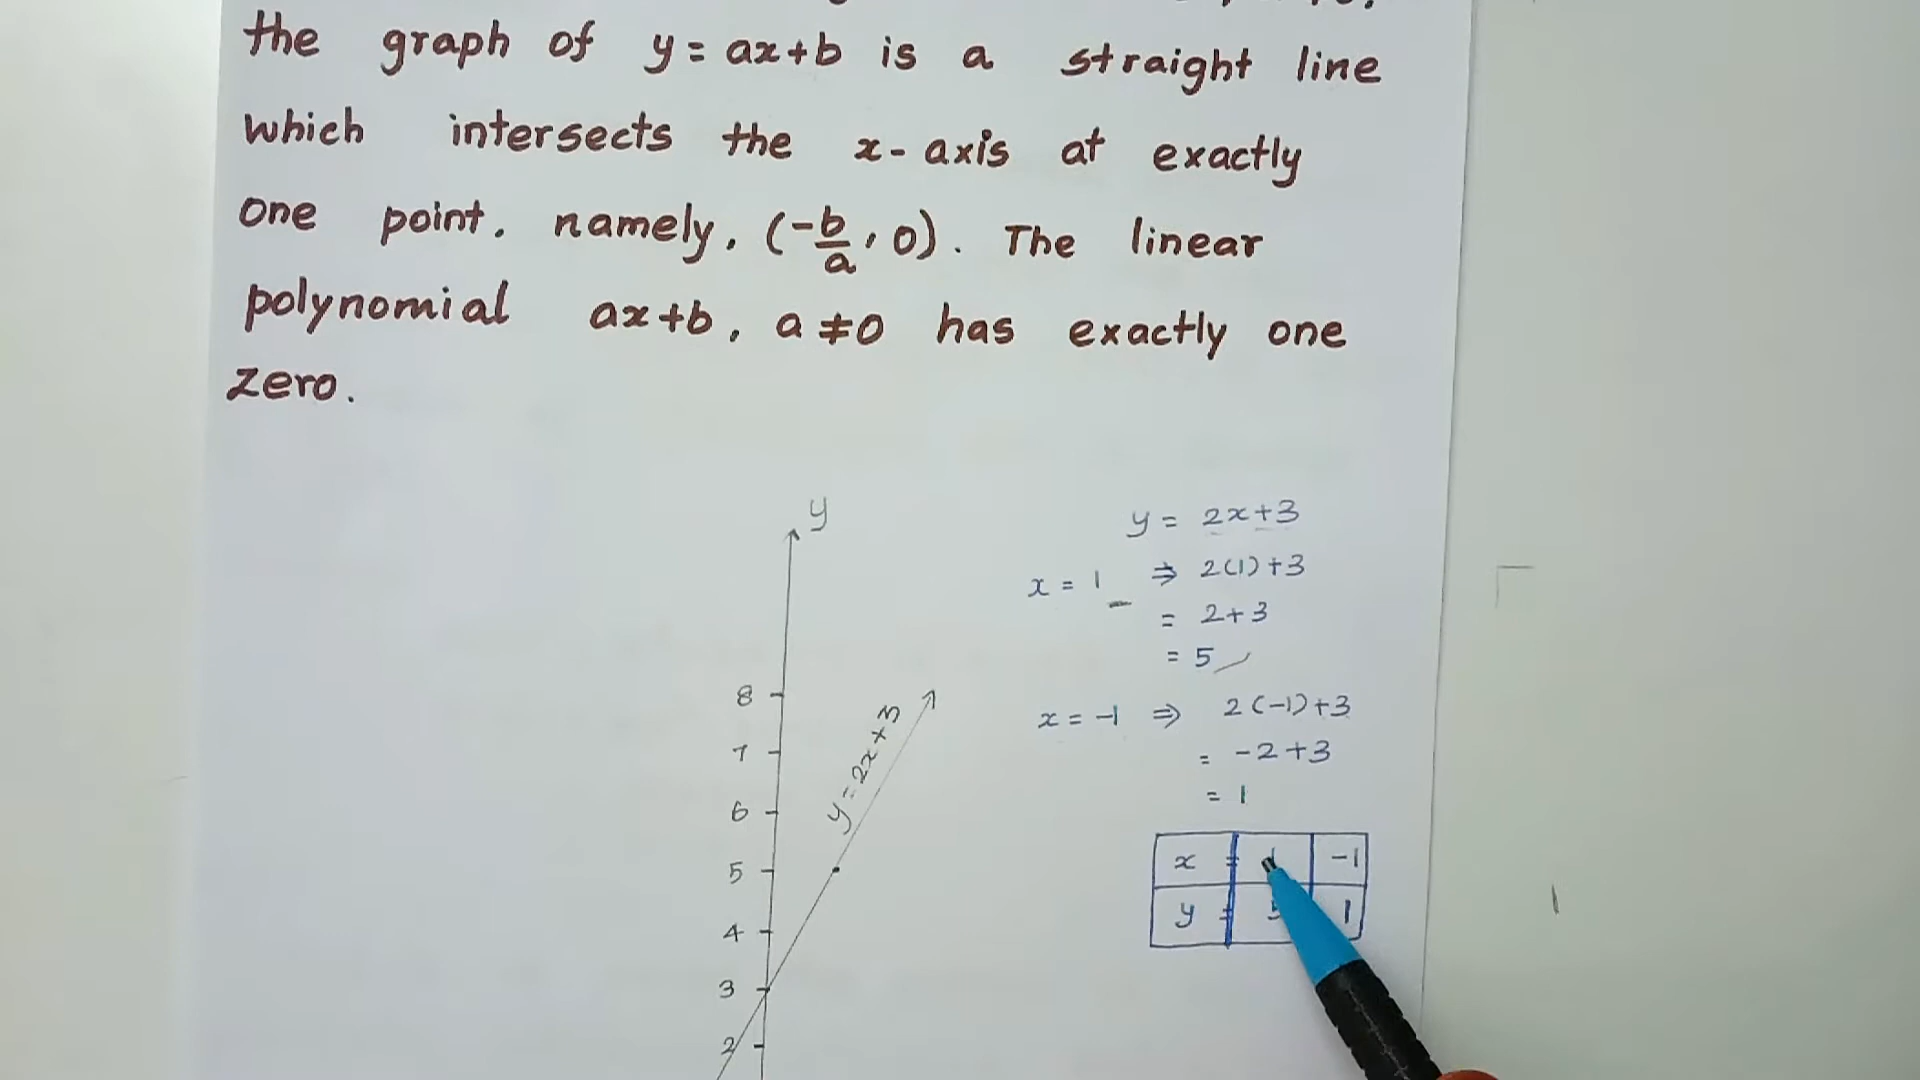 the graph of y = ax+b is a straight line
which intersects the x-axis at exactly
one point. namely, (-b/a, 0). The linear
polynomial ax+b, a ≠ 0 has exactly one
zero.
y
8
7
6
5
4
3
2
y = 2x+3
y = 2x+3
x = 1 ⇒ 2(1)+3
= 2+3
= 5
x = -1 ⇒ 2(-1)+3
= -2+3
= 1
x = 1 -1
y = 5 1